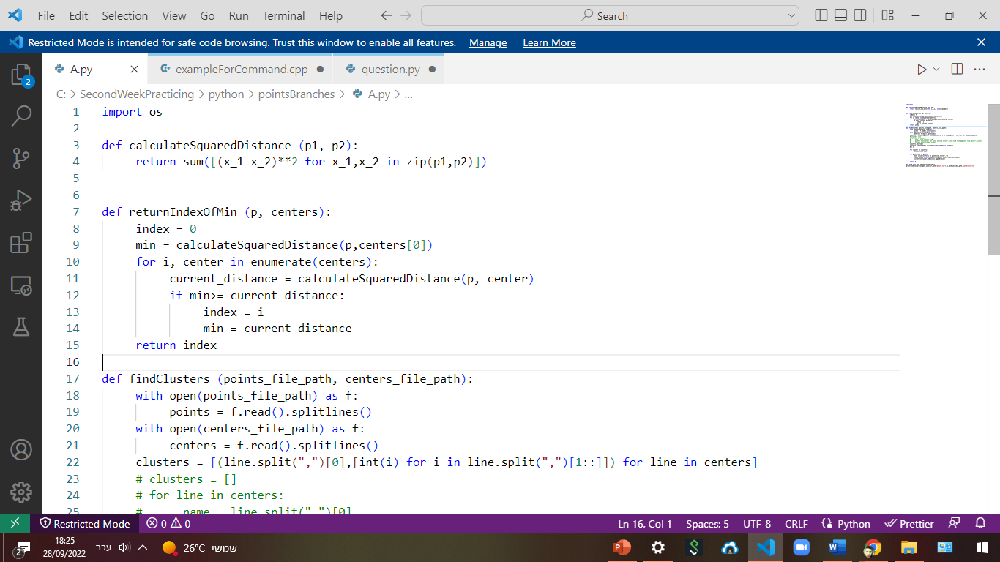 File Edit Selection View Go Run Terminal Help Search
Restricted Mode is intended for safe code browsing. Trust this window to enable all features. Manage Learn More
A.py exampleForCommand.cpp question.py
C: > SecondWeekPracticing > python > pointsBranches > A.py > ...
1 import os
2
3 def calculateSquaredDistance (p1, p2):
4 return sum([(x_1-x_2)**2 for x_1,x_2 in zip(p1,p2)])
5
6
7 def returnIndexOfMin (p, centers):
8 index = 0
9 min = calculateSquaredDistance(p,centers[0])
10 for i, center in enumerate(centers):
11 current_distance = calculateSquaredDistance(p, center)
12 if min>= current_distance:
13 index = i
14 min = current_distance
15 return index
16
17 def findClusters (points_file_path, centers_file_path):
18 with open(points_file_path) as f:
19 points = f.read().splitlines()
20 with open(centers_file_path) as f:
21 centers = f.read().splitlines()
22 clusters = [(line.split(",")[0],[int(i) for i in line.split(",")[1::]]) for line in centers]
23 # clusters = []
24 # for line in centers:
25 # name = line.split(",")[0]
2
Restricted Mode 0 0 Ln 16, Col 1 Spaces: 5 UTF-8 CRLF Python Prettier
2 18:25 עבר 26°C שמשי
28/09/2022